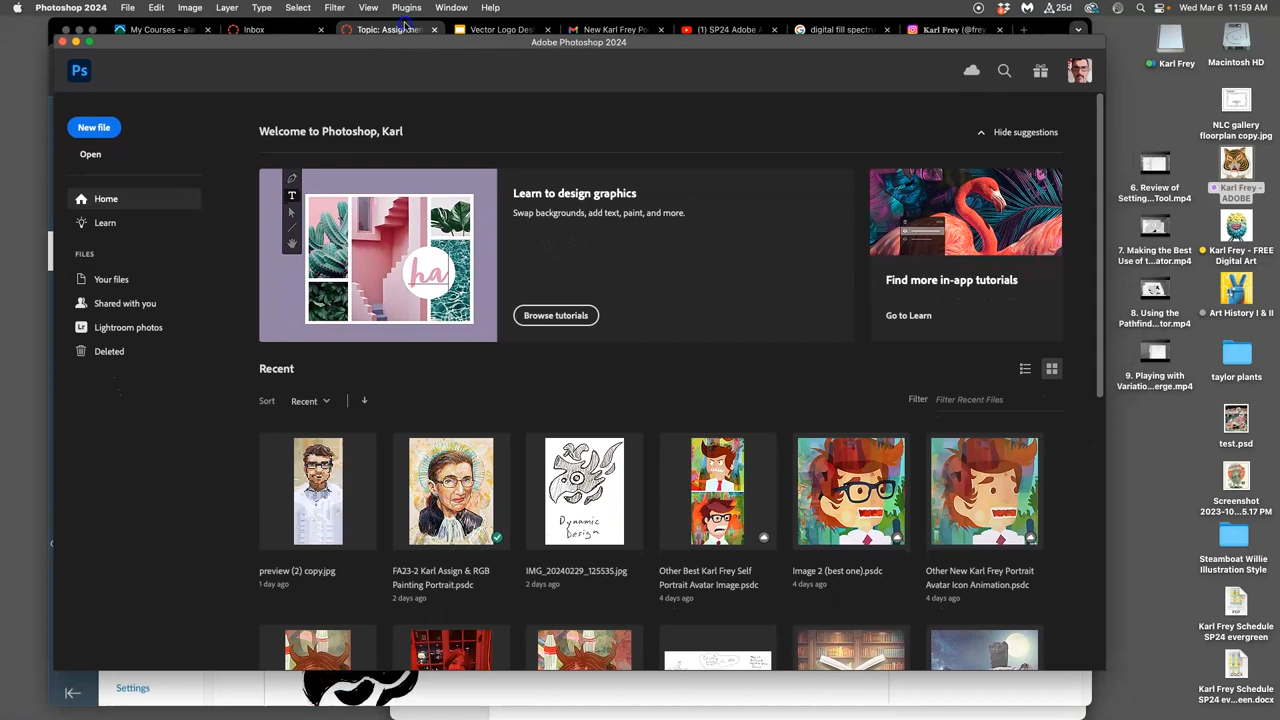 Photoshop 2024 File Edit Image Layer Type Select Filter View Plugins Window Help
Wed Mar 6 11:59 AM
My Courses - ala
Inbox
Topic: Assig
Vector Logo Des
New Karl Frey Po
(1) SP24 Adobe A
digital fill spectru
Karl Frey (@frey
Adobe Photoshop 2024
Ps
New file
Open
Home
Learn
FILES
Your files
Shared with you
Lr Lightroom photos
Deleted
Welcome to Photoshop, Karl
Hide suggestions
T
ha
Learn to design graphics
Swap backgrounds, add text, paint, and more.
Browse tutorials
Find more in-app tutorials
Go to Learn
Recent
Sort Recent
Filter Filter Recent Files
Dynamic
Design
preview (2) copy.jpg
1 day ago
FA23-2 Karl Assign & RGB
Painting Portrait.psdc
2 days ago
IMG_20240229_125535.jpg
2 days ago
Other Best Karl Frey Self
Portrait Avatar Image.psdc
4 days ago
Image 2 (best one).psdc
4 days ago
Other New Karl Frey Portrait
Avatar Icon Animation.psdc
4 days ago
Settings
Karl Frey
Macintosh HD
NLC gallery
floorplan copy.jpg
6. Review of
Setting...Tool.mp4
Karl Frey -
ADOBE
7. Making the Best
Use of t...ator.mp4
Karl Frey - FREE
Digital Art
8. Using the
Pathfind...tor.mp4
Art History I & II
9. Playing with
Variatio...erge.mp4
taylor plants
test.psd
Screenshot
2023-10...5.17 PM
Steamboat Willie
Illustration Style
PDF
Karl Frey Schedule
SP24 evergreen
Karl Frey Schedule
SP24 ev...een.docx